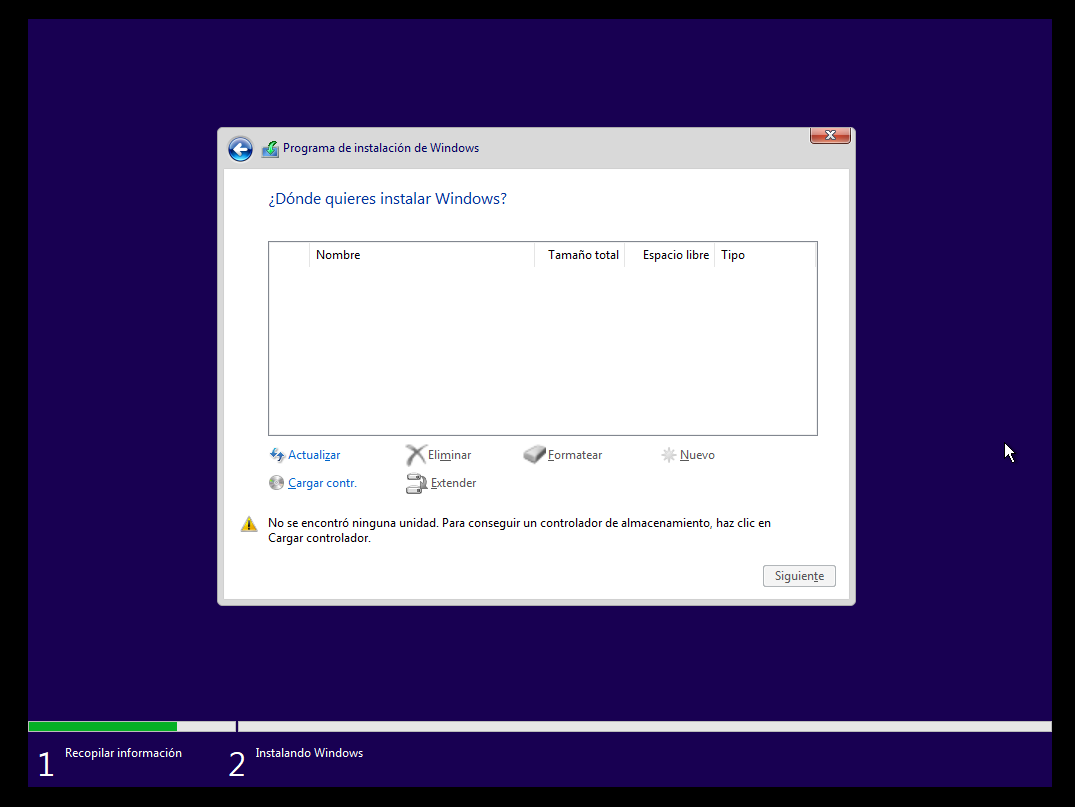 Programa de instalación de Windows
¿Dónde quieres instalar Windows?
Nombre Tamaño total Espacio libre Tipo
Actualizar Eliminar Formatear Nuevo
Cargar contr. Extender
No se encontró ninguna unidad. Para conseguir un controlador de almacenamiento, haz clic en
Cargar controlador.
Siguiente
1 Recopilar información 2 Instalando Windows